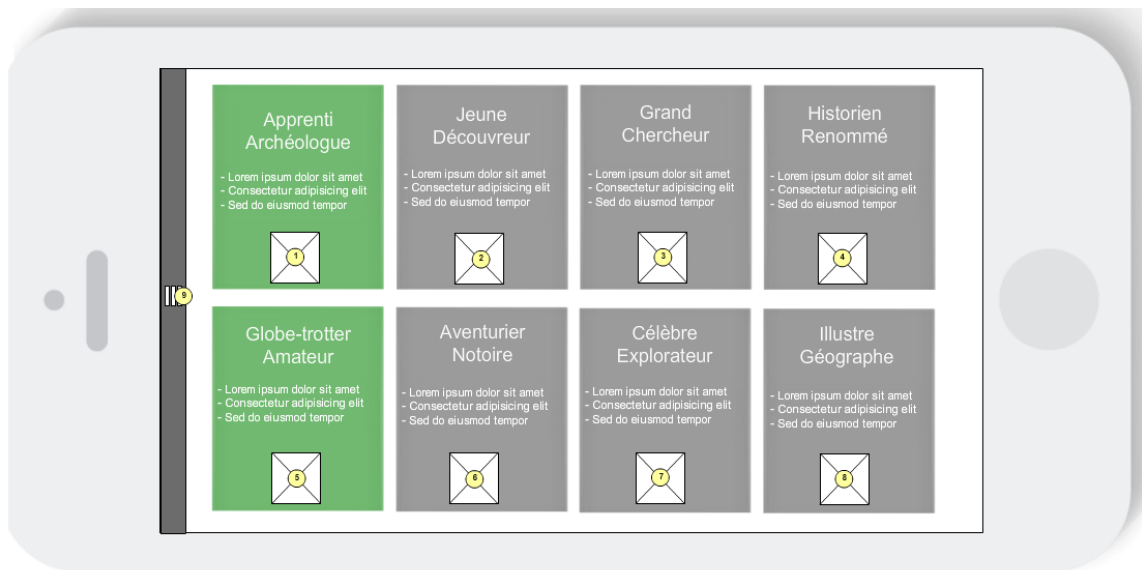 Apprenti
Archéologue
- Lorem ipsum dolor sit amet
- Consectetur adipisicing elit
- Sed do eiusmod tempor
1
Jeune
Découvreur
- Lorem ipsum dolor sit amet
- Consectetur adipisicing elit
- Sed do eiusmod tempor
2
Grand
Chercheur
- Lorem ipsum dolor sit amet
- Consectetur adipisicing elit
- Sed do eiusmod tempor
3
Historien
Renommé
- Lorem ipsum dolor sit amet
- Consectetur adipisicing elit
- Sed do eiusmod tempor
4
9
Globe-trotter
Amateur
- Lorem ipsum dolor sit amet
- Consectetur adipisicing elit
- Sed do eiusmod tempor
5
Aventurier
Notoire
- Lorem ipsum dolor sit amet
- Consectetur adipisicing elit
- Sed do eiusmod tempor
6
Célèbre
Explorateur
- Lorem ipsum dolor sit amet
- Consectetur adipisicing elit
- Sed do eiusmod tempor
7
Illustre
Géographe
- Lorem ipsum dolor sit amet
- Consectetur adipisicing elit
- Sed do eiusmod tempor
8